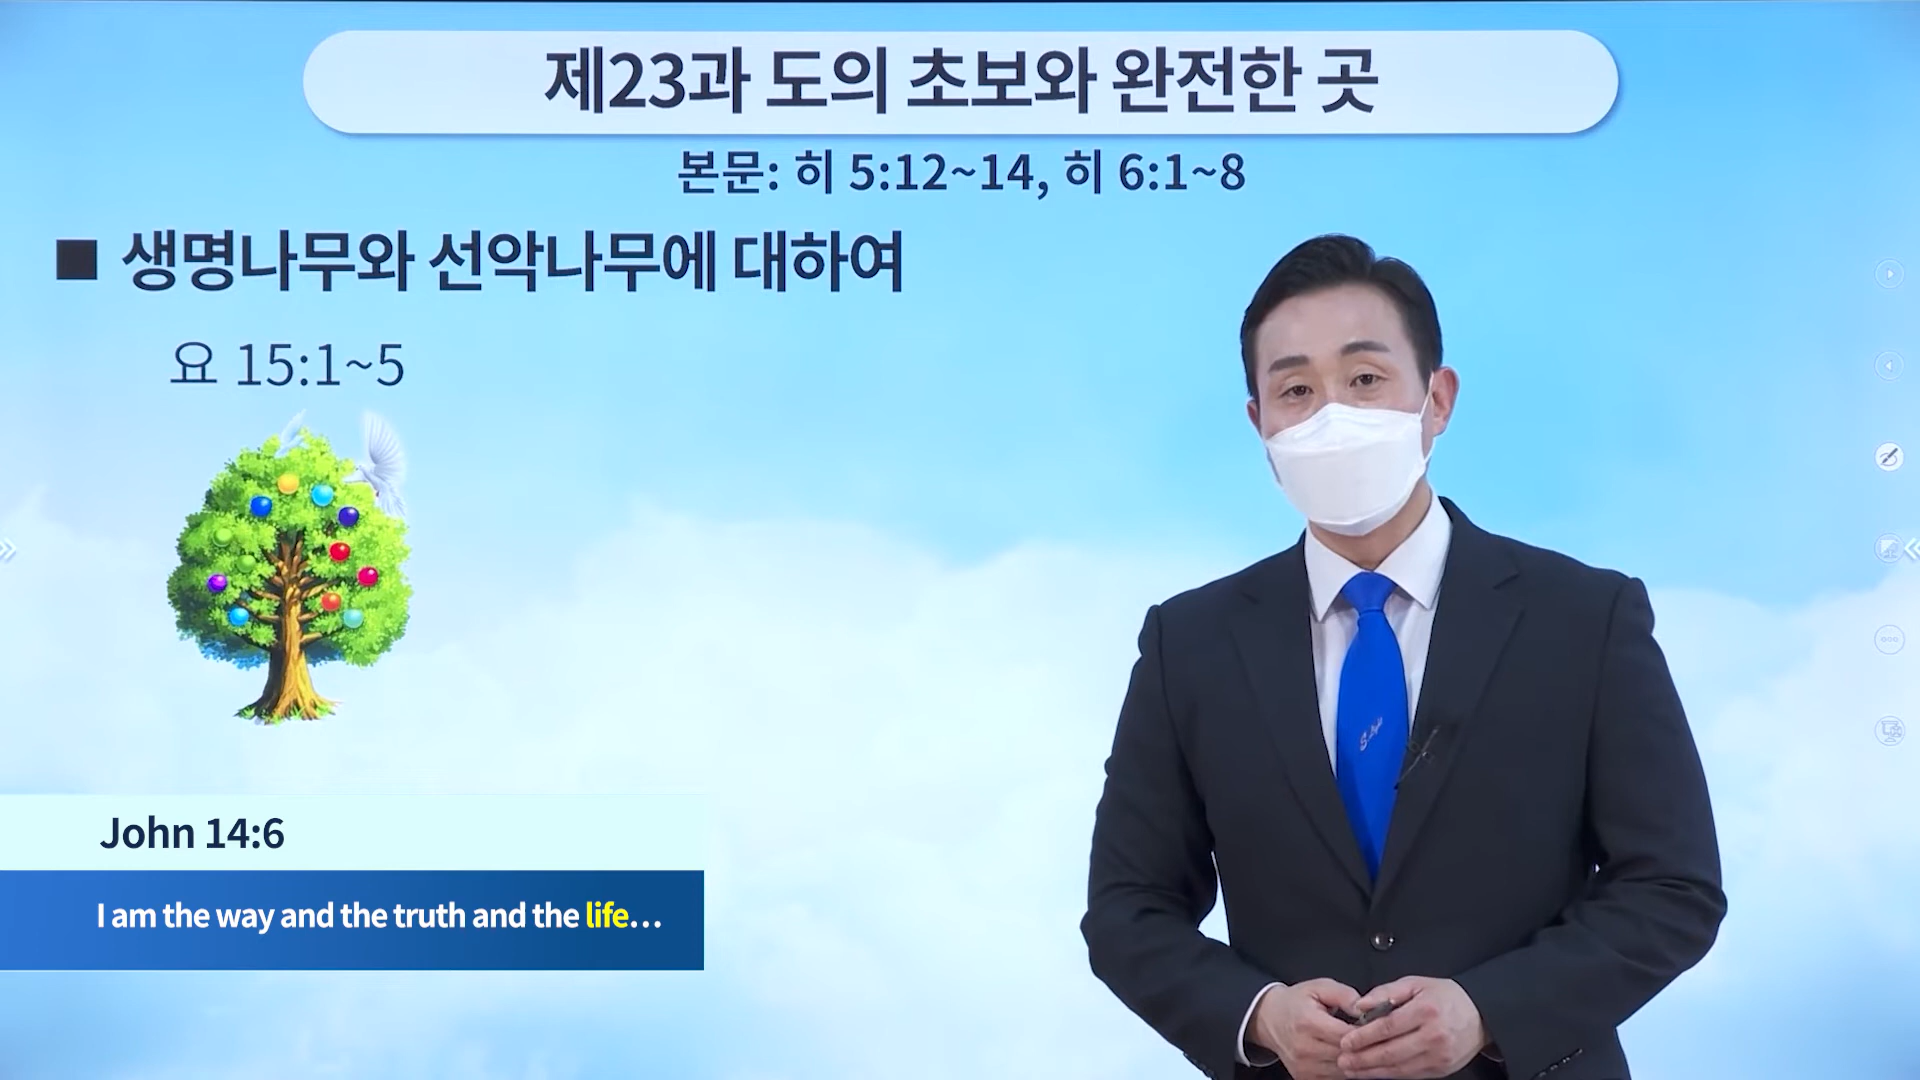 제23과 도의 초보와 완전한 곳
본문: 히 5:12~14, 히 6:1~8
■ 생명나무와 선악나무에 대하여
요 15:1~5
John 14:6
I am the way and the truth and the life...